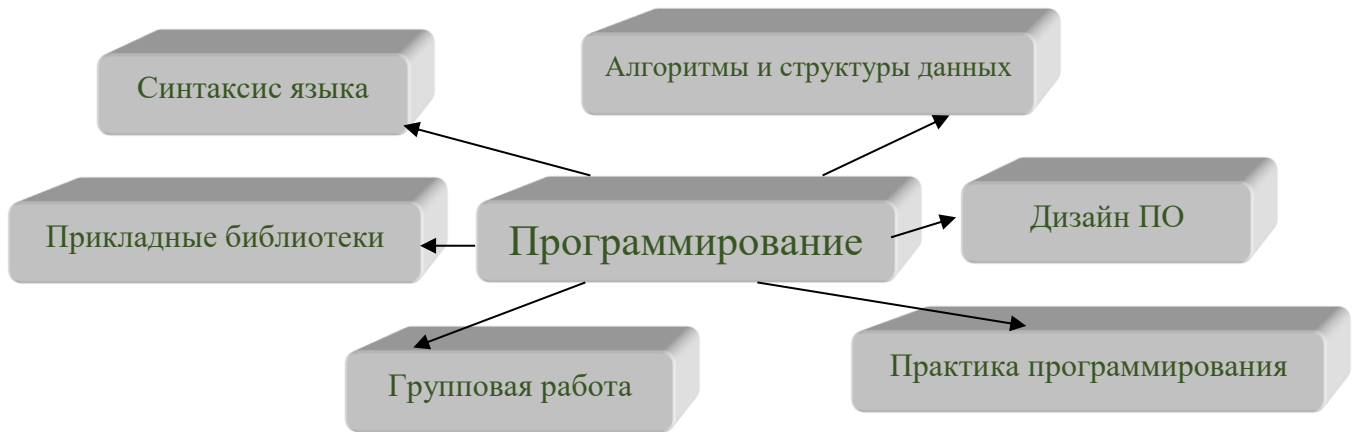 Синтаксис языка
Алгоритмы и структуры данных
Прикладные библиотеки
Программирование
Дизайн ПО
Групповая работа
Практика программирования